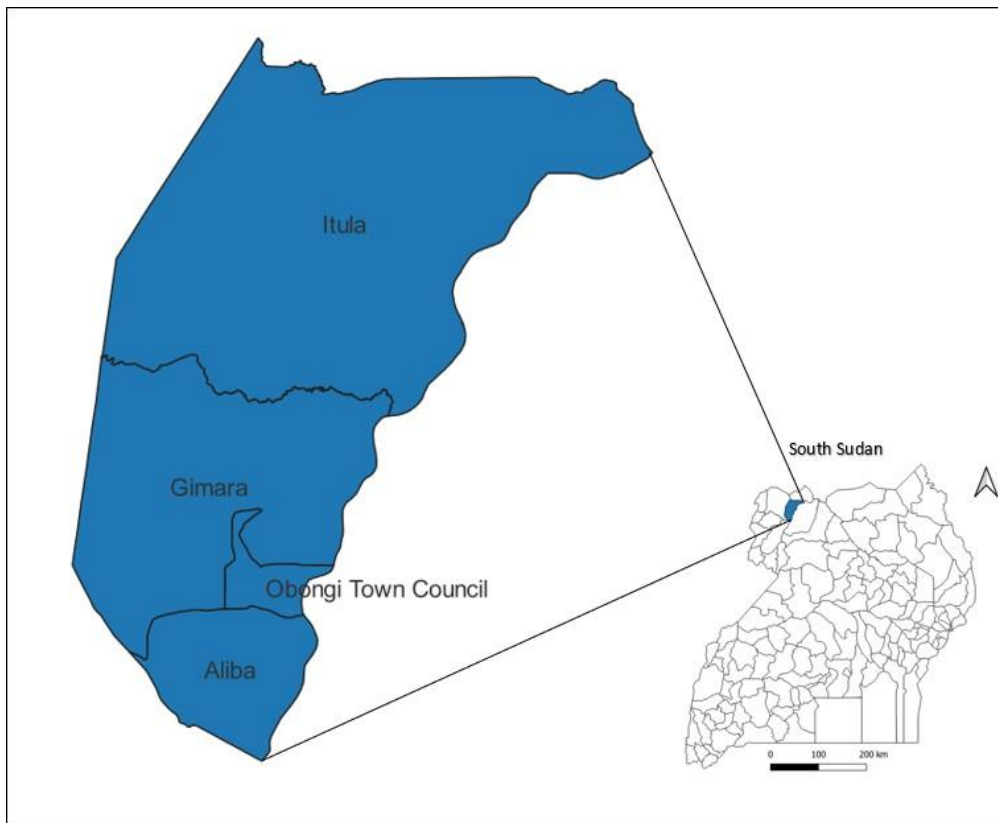 Itula
South Sudan
Gimara
Obongi Town Council
Aliba
0 100 200 km